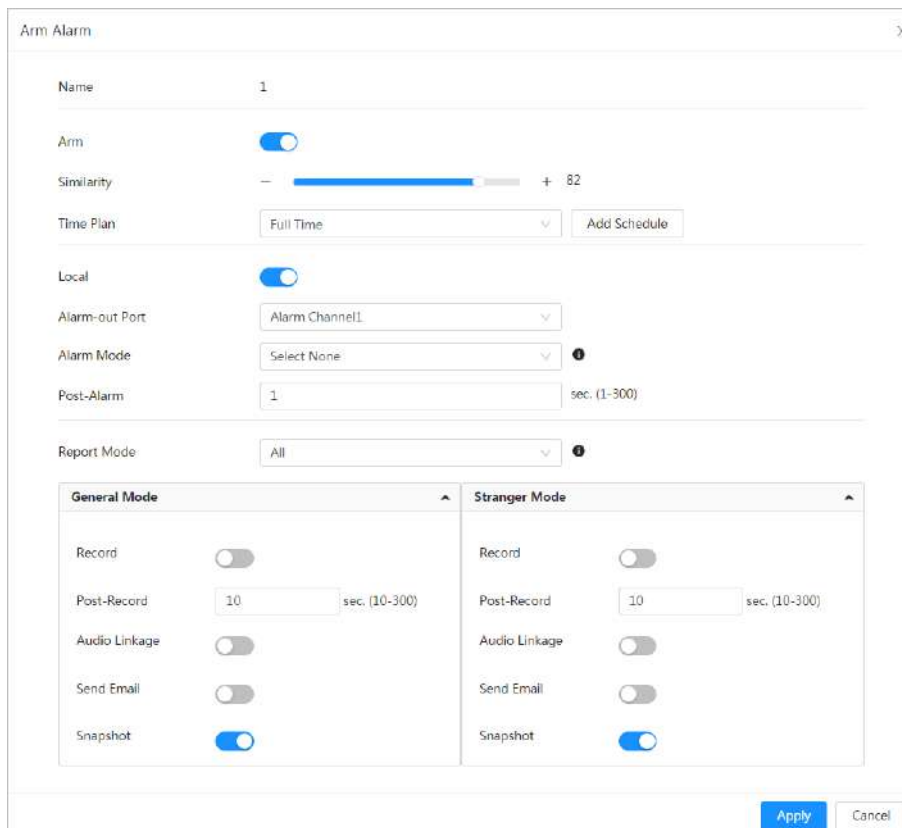 Arm Alarm
Name 1
Arm
Similarity − + 82
Time Plan Full Time Add Schedule
Local
Alarm-out Port Alarm Channel1
Alarm Mode Select None
Post-Alarm 1 sec. (1-300)
Report Mode All
General Mode Stranger Mode
Record Record
Post-Record 10 sec. (10-300) Post-Record 10 sec. (10-300)
Audio Linkage Audio Linkage
Send Email Send Email
Snapshot Snapshot
Apply Cancel